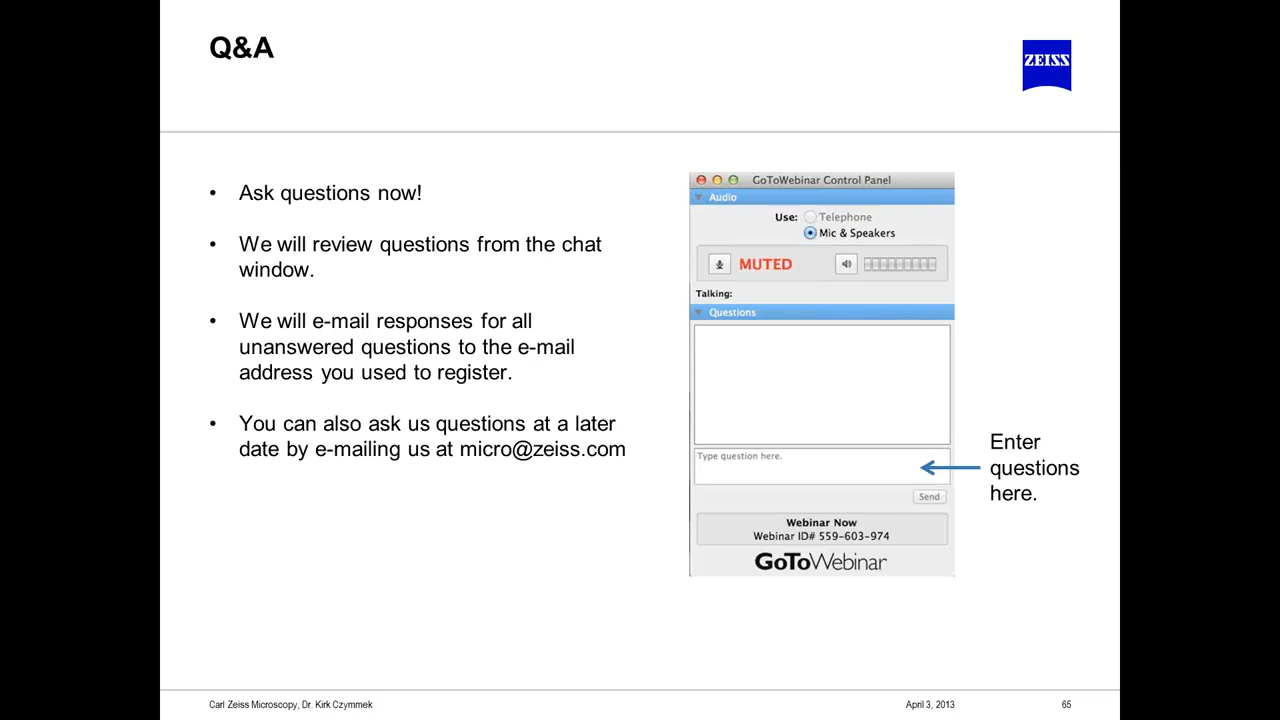 Q&A
ZEISS
• Ask questions now!
• We will review questions from the chat
window.
• We will e-mail responses for all
unanswered questions to the e-mail
address you used to register.
• You can also ask us questions at a later
date by e-mailing us at micro@zeiss.com
GoToWebinar Control Panel
Audio
Use: Telephone
Mic & Speakers
MUTED
Talking:
Questions
Type question here.
Send
Webinar Now
Webinar ID# 559-603-974
GoToWebinar
Enter
questions
here.
Carl Zeiss Microscopy, Dr. Kirk Czymmek
April 3, 2013
65